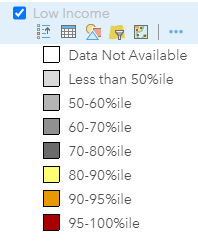 Low Income
Data Not Available
Less than 50%ile
50-60%ile
60-70%ile
70-80%ile
80-90%ile
90-95%ile
95-100%ile